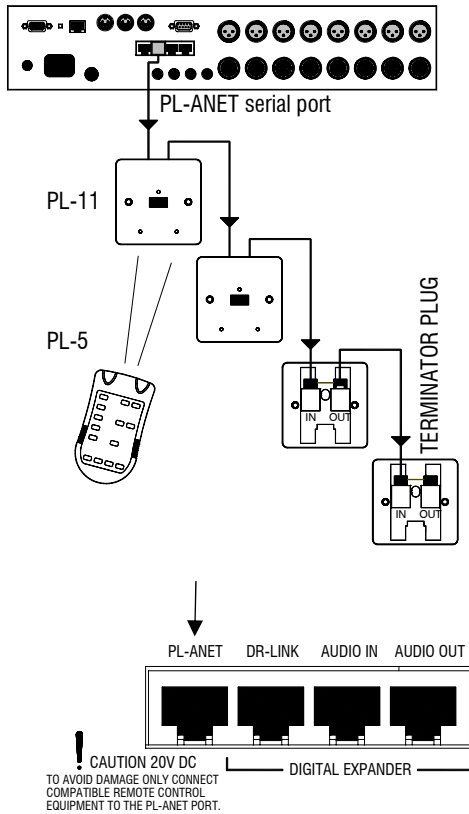 PL-ANET serial port
PL-11
PL-5
IN OUT
TERMINATOR PLUG
IN OUT
PL-ANET DR-LINK AUDIO IN AUDIO OUT
! CAUTION 20V DC
TO AVOID DAMAGE ONLY CONNECT
COMPATIBLE REMOTE CONTROL
EQUIPMENT TO THE PL-ANET PORT.
DIGITAL EXPANDER